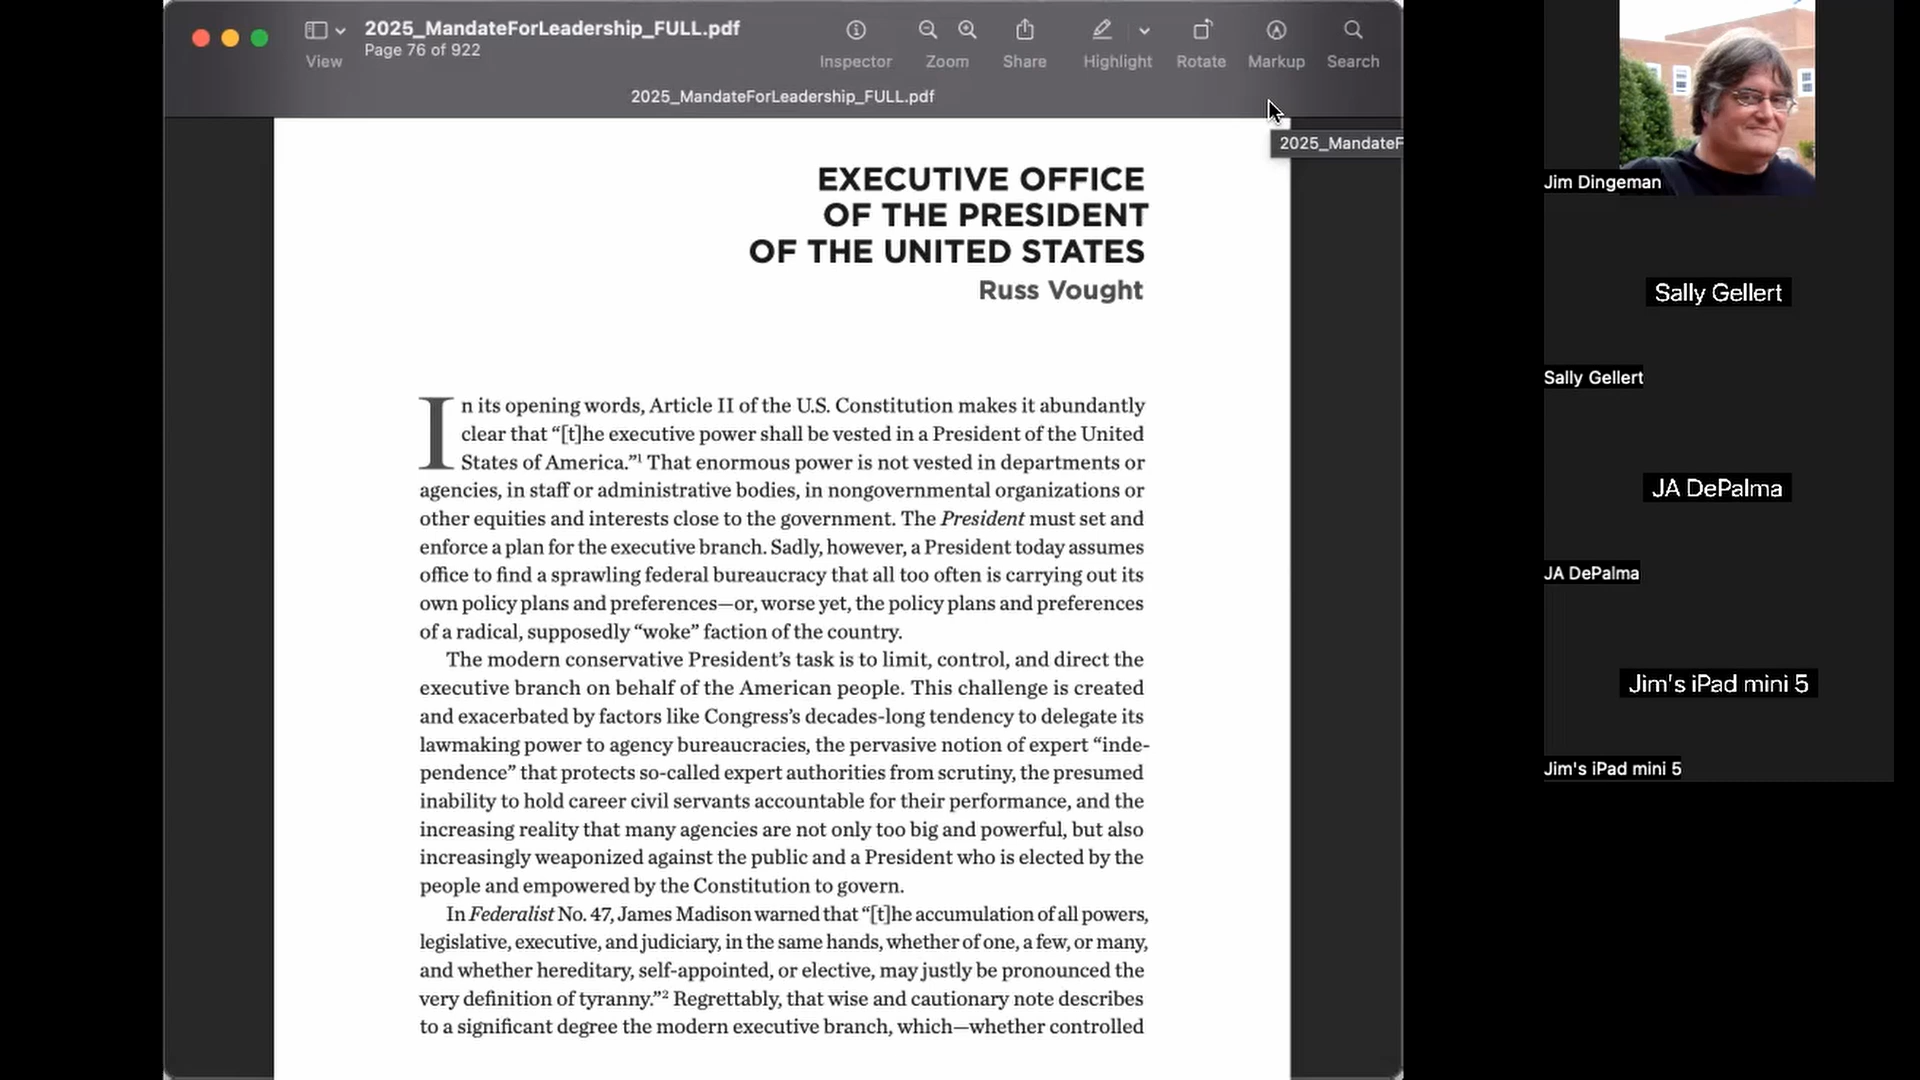 2025_MandateForLeadership_FULL.pdf
Page 76 of 922
View
Inspector
Zoom
Share
Highlight
Rotate
Markup
Search
2025_MandateForLeadership_FULL.pdf
2025_MandateF
EXECUTIVE OFFICE
OF THE PRESIDENT
OF THE UNITED STATES
Russ Vought
In its opening words, Article II of the U.S. Constitution makes it abundantly
clear that “[t]he executive power shall be vested in a President of the United
States of America.”¹ That enormous power is not vested in departments or
agencies, in staff or administrative bodies, in nongovernmental organizations or
other equities and interests close to the government. The President must set and
enforce a plan for the executive branch. Sadly, however, a President today assumes
office to find a sprawling federal bureaucracy that all too often is carrying out its
own policy plans and preferences—or, worse yet, the policy plans and preferences
of a radical, supposedly “woke” faction of the country.
The modern conservative President’s task is to limit, control, and direct the
executive branch on behalf of the American people. This challenge is created
and exacerbated by factors like Congress’s decades-long tendency to delegate its
lawmaking power to agency bureaucracies, the pervasive notion of expert “inde-
pendence” that protects so-called expert authorities from scrutiny, the presumed
inability to hold career civil servants accountable for their performance, and the
increasing reality that many agencies are not only too big and powerful, but also
increasingly weaponized against the public and a President who is elected by the
people and empowered by the Constitution to govern.
In Federalist No. 47, James Madison warned that “[t]he accumulation of all powers,
legislative, executive, and judiciary, in the same hands, whether of one, a few, or many,
and whether hereditary, self-appointed, or elective, may justly be pronounced the
very definition of tyranny.”² Regrettably, that wise and cautionary note describes
to a significant degree the modern executive branch, which—whether controlled
Jim Dingeman
Sally Gellert
Sally Gellert
JA DePalma
JA DePalma
Jim's iPad mini 5
Jim's iPad mini 5